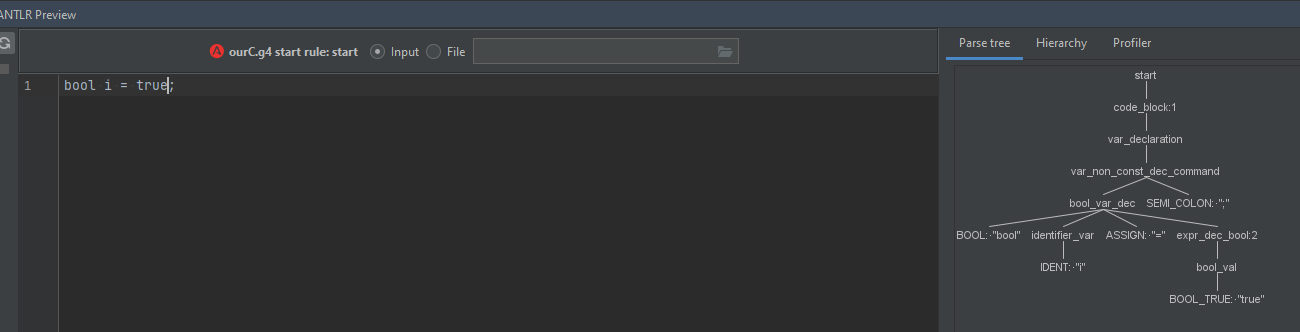 ANTLR Preview
ourC.g4 start rule: start Input File
Parse tree Hierarchy Profiler
1 bool i = true;
start
code_block:1
var_declaration
var_non_const_dec_command
bool_var_dec SEMI_COLON:·";"
BOOL:·"bool" identifier_var ASSIGN:·"=" expr_dec_bool:2
IDENT:·"i" bool_val
BOOL_TRUE:·"true"